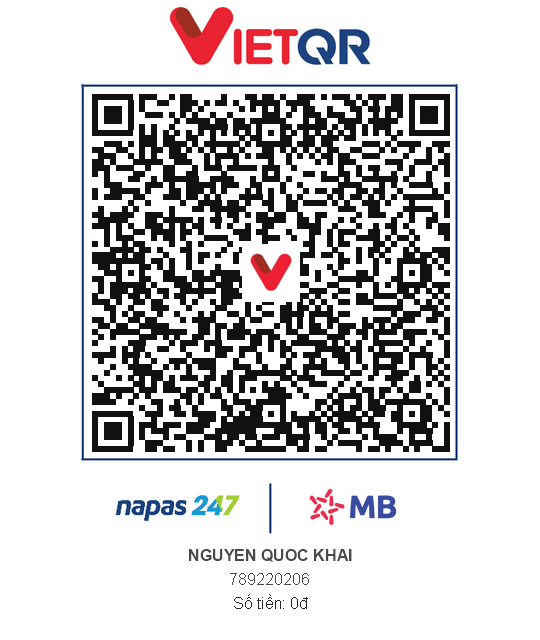 VIETQR
napas 247
MB
NGUYEN QUOC KHAI
789220206
Số tiền: 0đ